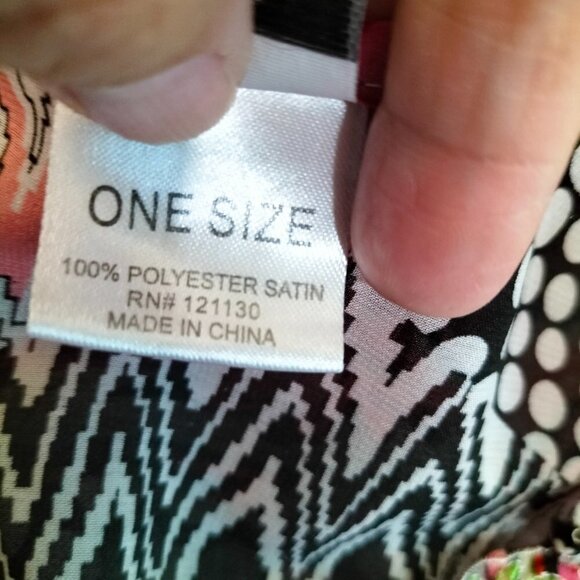 ONE SIZE
100% POLYESTER SATIN
RN# 121130
MADE IN CHINA